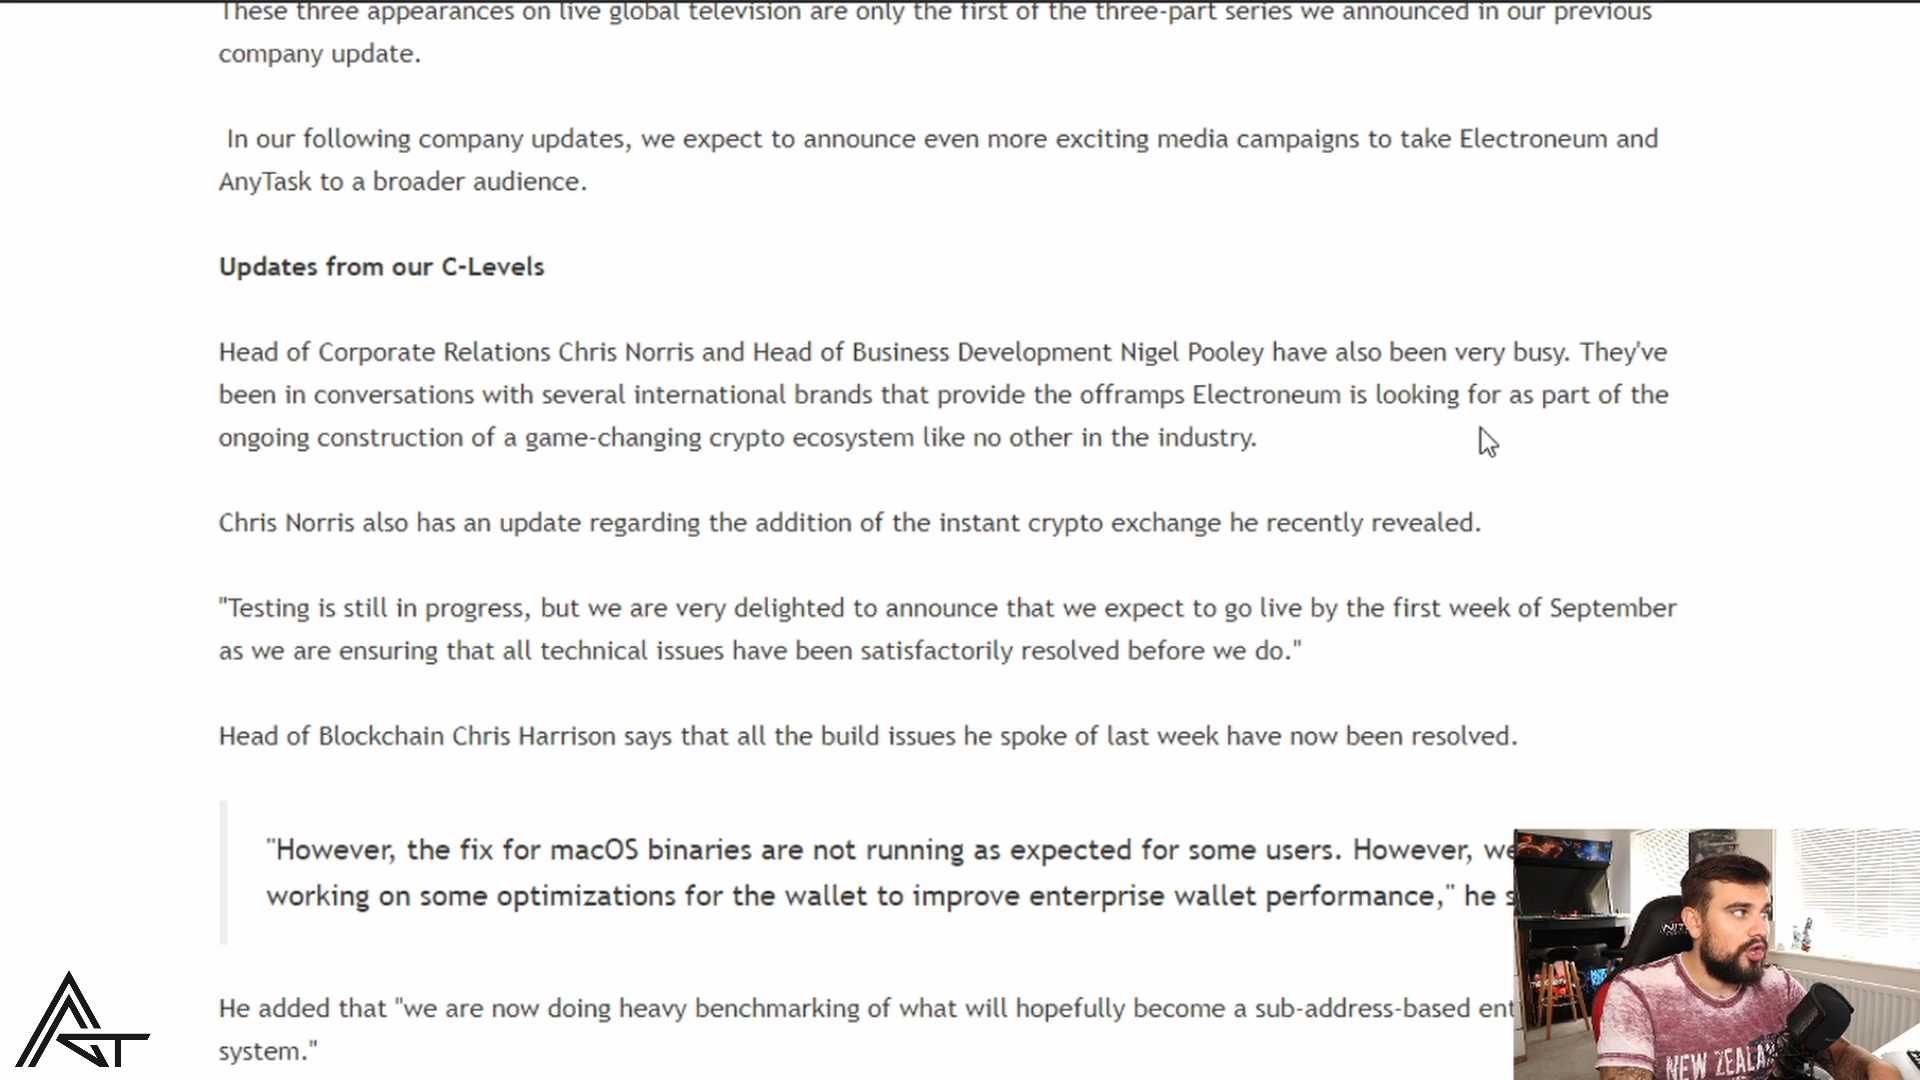 These three appearances on live global television are only the first of the three-part series we announced in our previous
company update.
In our following company updates, we expect to announce even more exciting media campaigns to take Electroneum and
AnyTask to a broader audience.
Updates from our C-Levels
Head of Corporate Relations Chris Norris and Head of Business Development Nigel Pooley have also been very busy. They've
been in conversations with several international brands that provide the offramps Electroneum is looking for as part of the
ongoing construction of a game-changing crypto ecosystem like no other in the industry.
Chris Norris also has an update regarding the addition of the instant crypto exchange he recently revealed.
"Testing is still in progress, but we are very delighted to announce that we expect to go live by the first week of September
as we are ensuring that all technical issues have been satisfactorily resolved before we do."
Head of Blockchain Chris Harrison says that all the build issues he spoke of last week have now been resolved.
"However, the fix for macOS binaries are not running as expected for some users. However, we
working on some optimizations for the wallet to improve enterprise wallet performance," he s
He added that "we are now doing heavy benchmarking of what will hopefully become a sub-address-based ent
system."
NEW ZEALAN